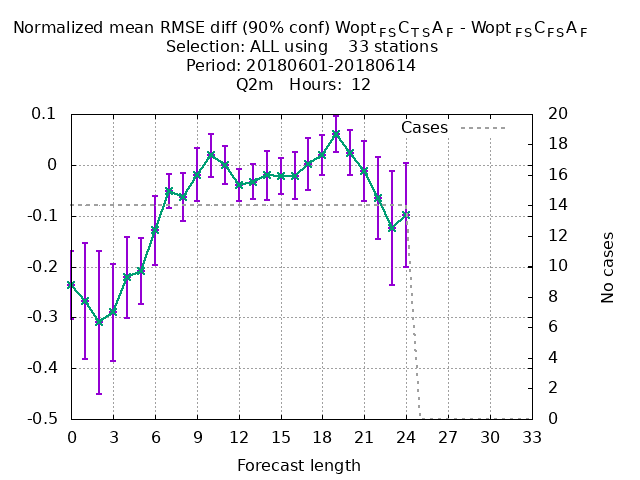 Normalized mean RMSE diff (90% conf) Wopt FS C T S A F - Wopt FS C FS A F
Selection: ALL using 33 stations
Period: 20180601-20180614
Q2m Hours: 12
Cases
0.1
0
-0.1
-0.2
-0.3
-0.4
-0.5
20
18
16
14
12
10
8
6
4
2
0
No cases
0 3 6 9 12 15 18 21 24 27 30 33
Forecast length